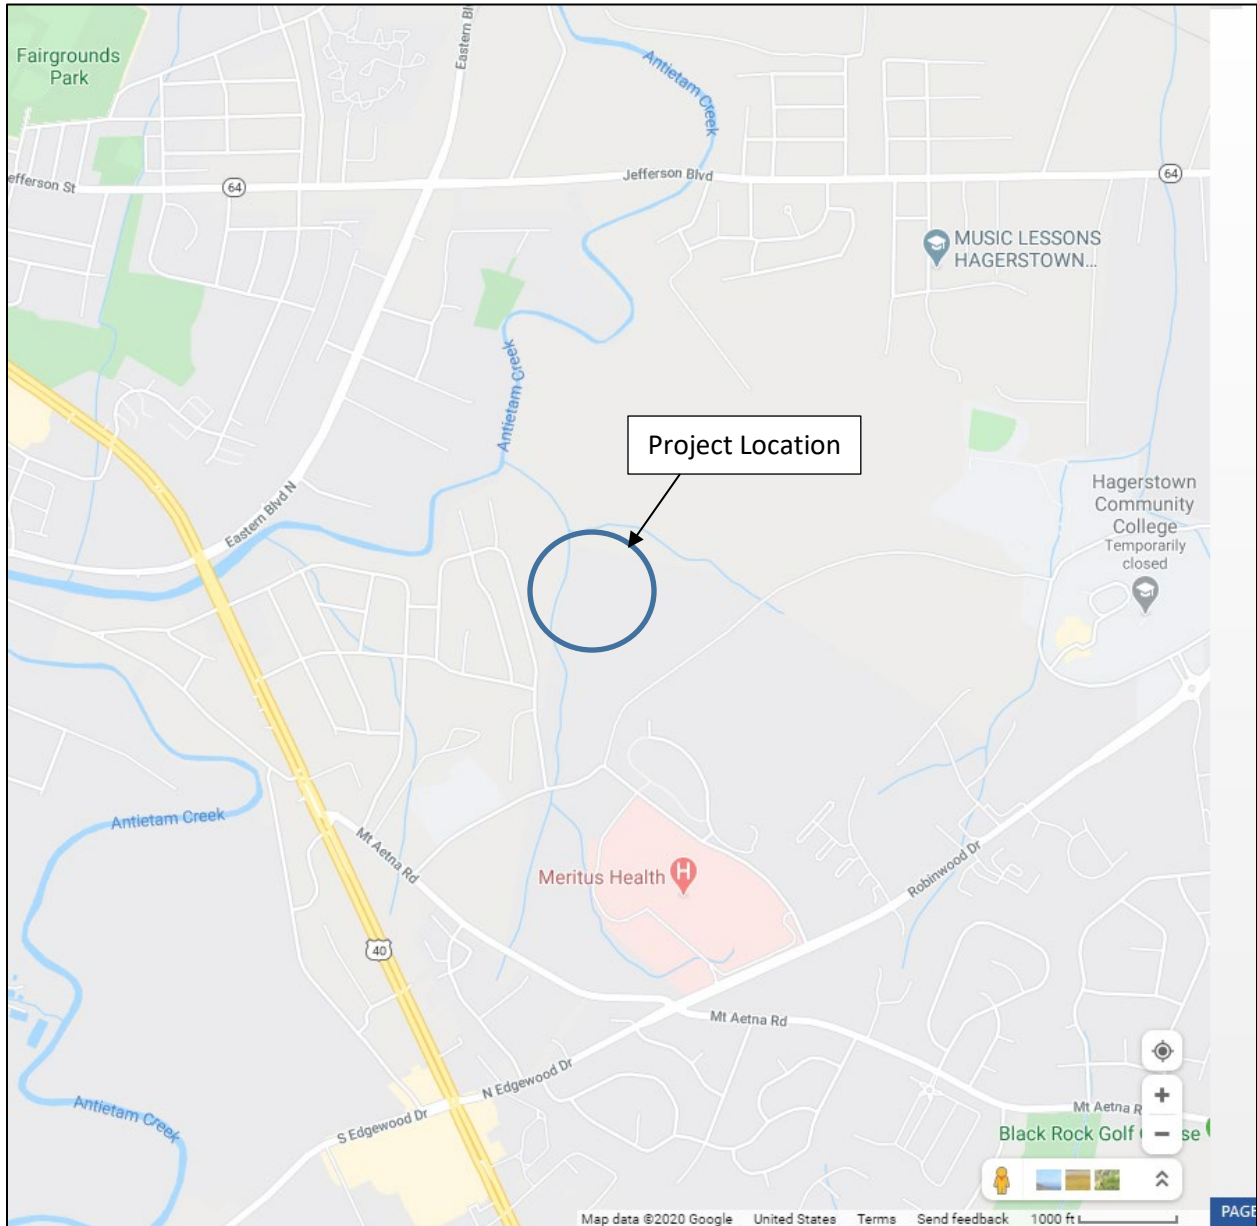 Fairgrounds
Park
Eastern Bl
Antietam Creek
efferson St
64
Jefferson Blvd
64
MUSIC LESSONS
HAGERSTOWN...
Antietam Creek
Project Location
Hagerstown
Community
College
Temporarily
closed
Eastern Blvd N
Antietam Creek
Mt Aetna Rd
Meritus Health
H
Robinwood Dr
40
Mt Aetna Rd
N Edgewood Dr
S Edgewood Dr
Antietam Creek
Mt Aetna R
Black Rock Golf
se
Map data ©2020 Google United States Terms Send feedback 1000 ft
PAGE